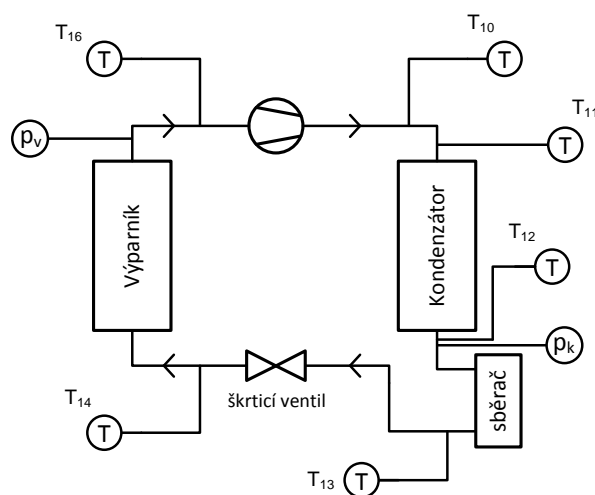 T16
T
T10
T
T11
T
pv
Výparník
Kondenzátor
T12
T
pk
sběrač
škrticí ventil
T14
T
T13
T